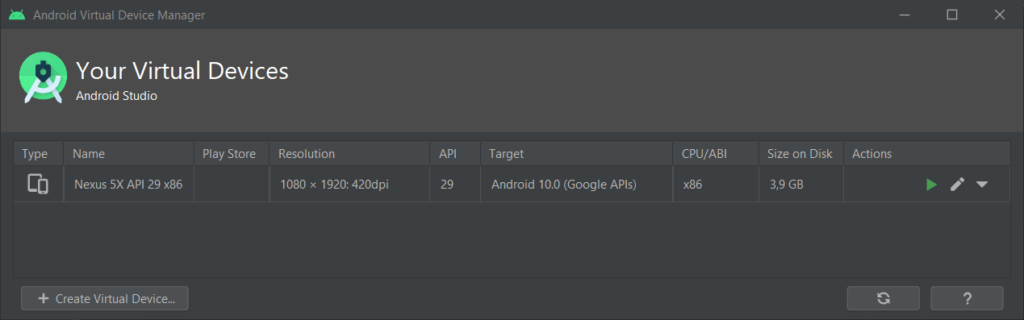 Android Virtual Device Manager
Your Virtual Devices
Android Studio
Type Name Play Store Resolution API Target CPU/ABI Size on Disk Actions
Nexus 5X API 29 x86 1080 × 1920: 420dpi 29 Android 10.0 (Google APIs) x86 3,9 GB
+ Create Virtual Device... ?